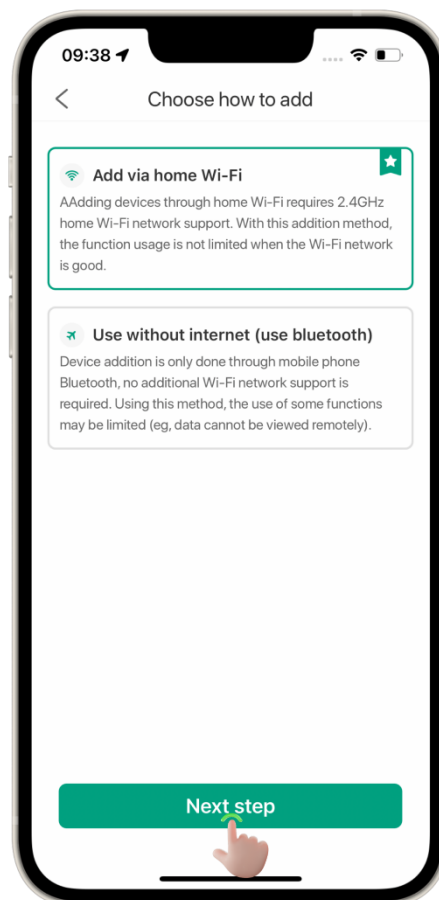 09:38
Choose how to add
Add via home Wi-Fi
AAdding devices through home Wi-Fi requires 2.4GHz
home Wi-Fi network support. With this addition method,
the function usage is not limited when the Wi-Fi network
is good.
Use without internet (use bluetooth)
Device addition is only done through mobile phone
Bluetooth, no additional Wi-Fi network support is
required. Using this method, the use of some functions
may be limited (eg, data cannot be viewed remotely).
Next step